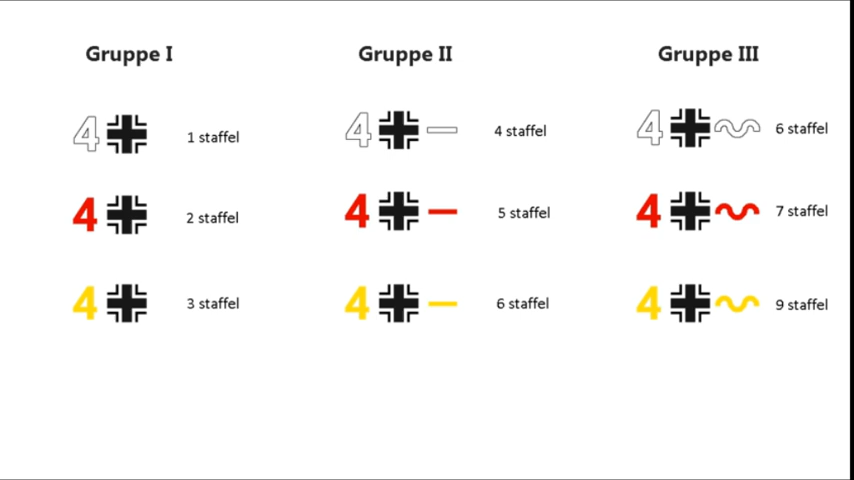 Gruppe I
Gruppe II
Gruppe III
4
1 staffel
4
4 staffel
4
6 staffel
4
2 staffel
4
5 staffel
4
7 staffel
4
3 staffel
4
6 staffel
4
9 staffel